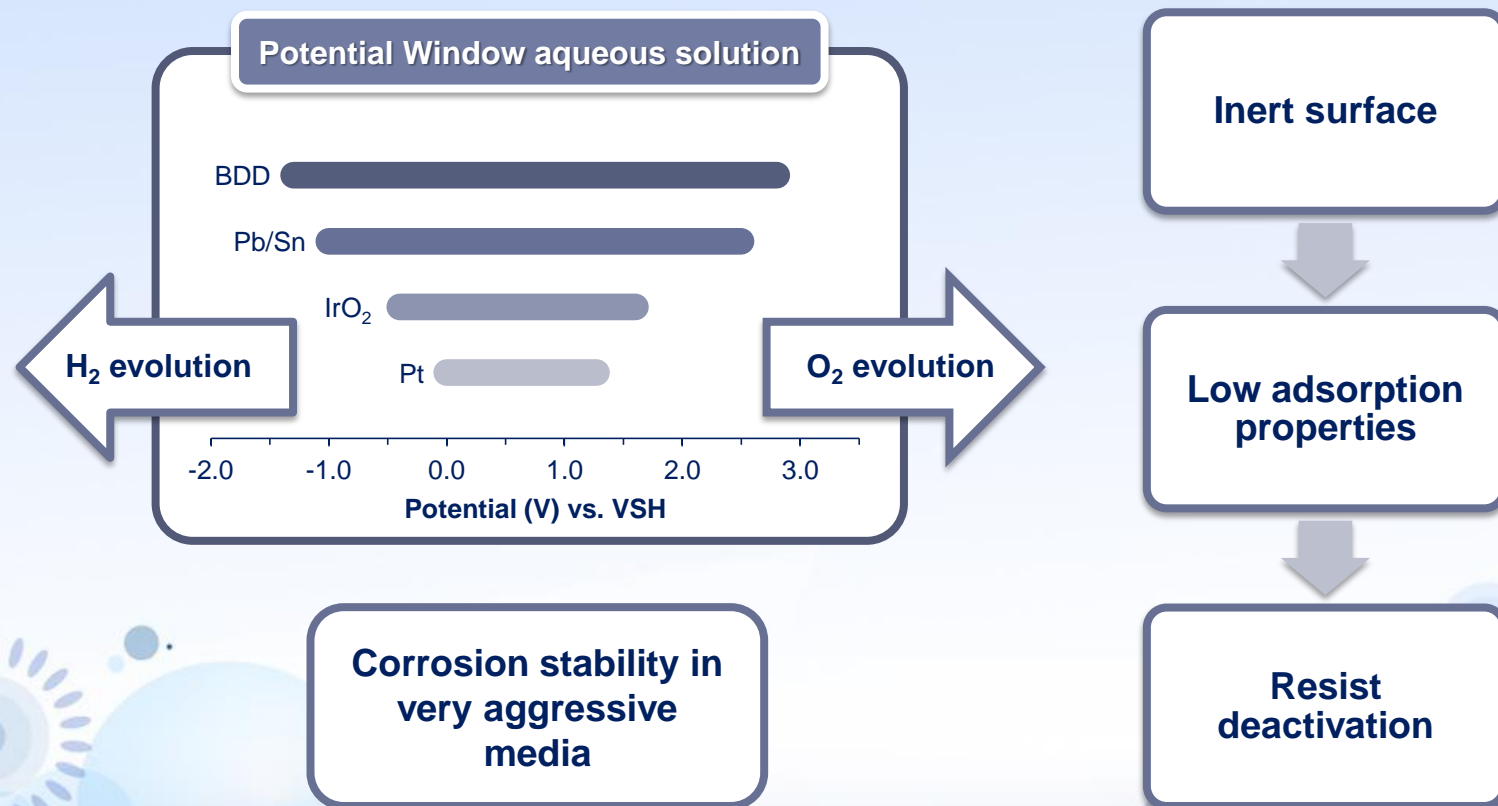 Potential Window aqueous solution
BDD
Pb/Sn
IrO₂
Pt
H₂ evolution
O₂ evolution
-2.0 -1.0 0.0 1.0 2.0 3.0
Potential (V) vs. VSH
Corrosion stability in
very aggressive
media
Inert surface
Low adsorption
properties
Resist
deactivation